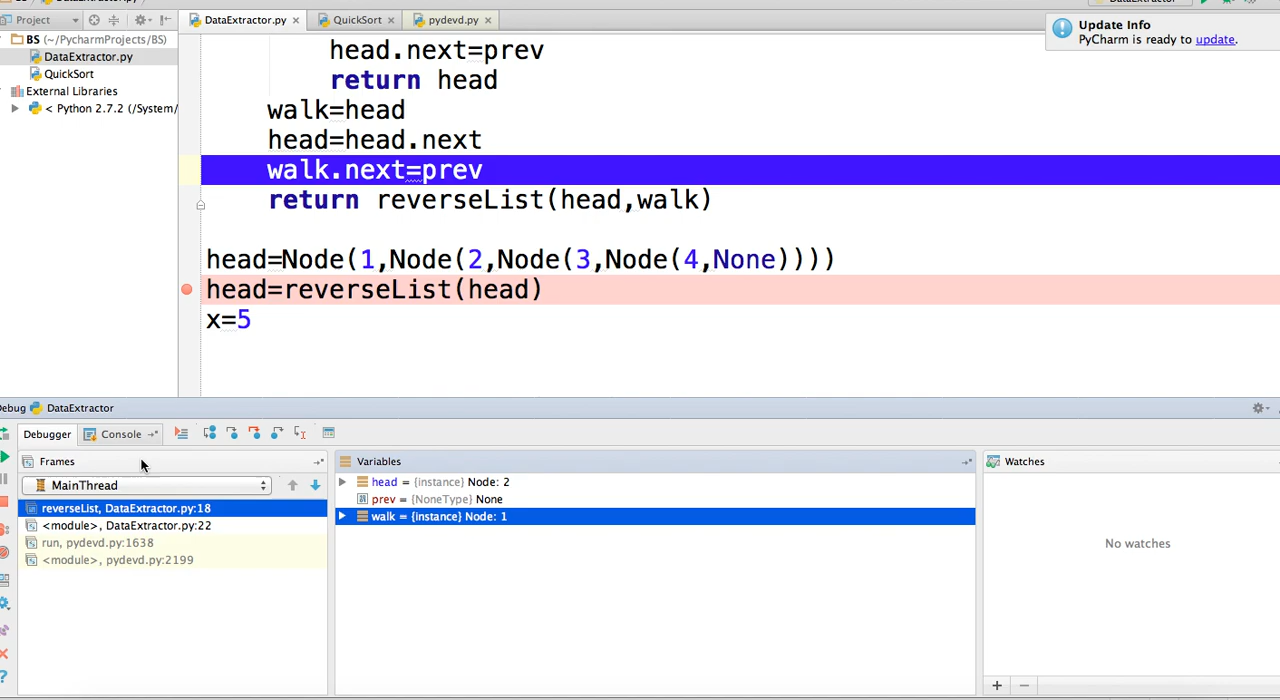 DataExtractor.py
DataExtractor
Project
DataExtractor.py
QuickSort
pydevd.py
Update Info
PyCharm is ready to update.
BS (~/PycharmProjects/BS)
DataExtractor.py
QuickSort
External Libraries
< Python 2.7.2 (/System/
head.next=prev
return head
walk=head
head=head.next
walk.next=prev
return reverseList(head,walk)
head=Node(1,Node(2,Node(3,Node(4,None))))
head=reverseList(head)
x=5
Debug DataExtractor
Debugger
Console
Frames
Variables
Watches
MainThread
head = {instance} Node: 2
prev = {NoneType} None
walk = {instance} Node: 1
reverseList, DataExtractor.py:18
<module>, DataExtractor.py:22
run, pydevd.py:1638
<module>, pydevd.py:2199
No watches